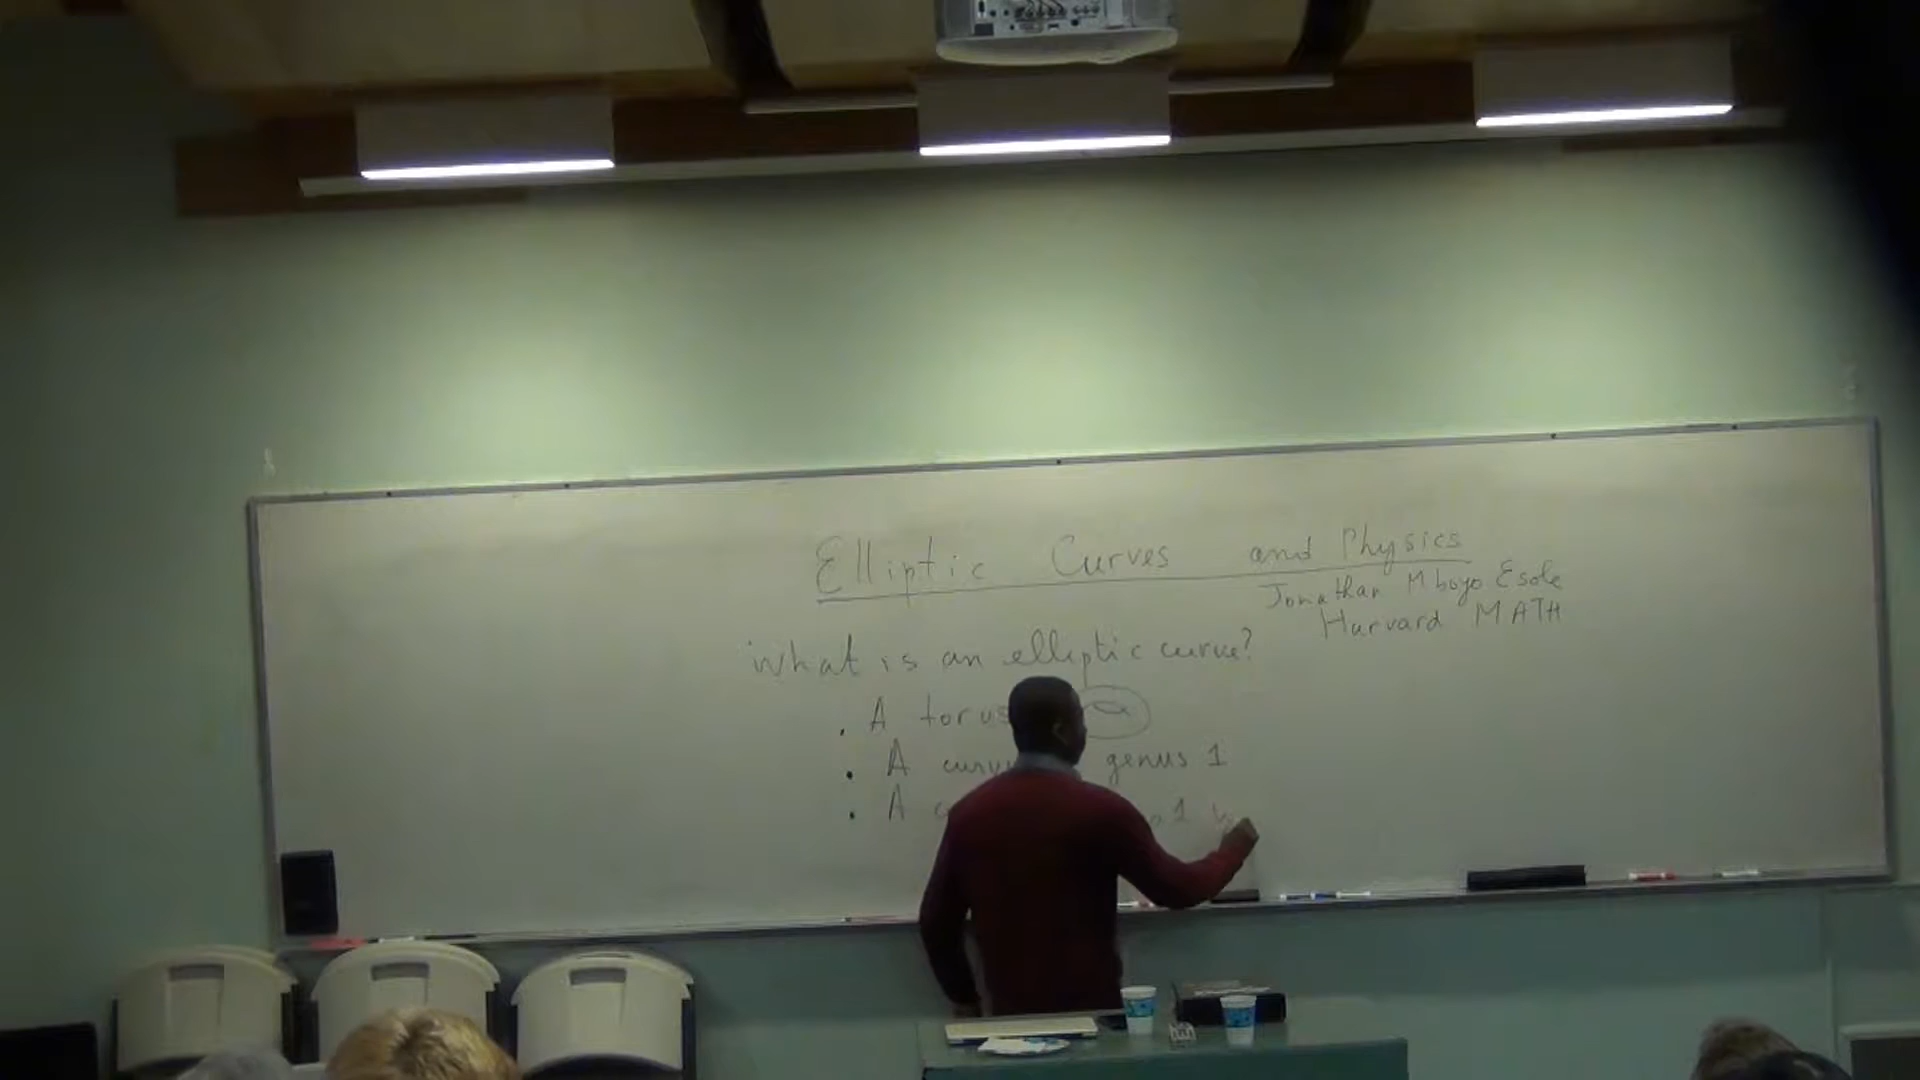 Elliptic Curves and Physics
Jonathan Mboyo Esole
Harvard MATH
What is an elliptic curve?
. A torus
. A genus 1
. A 1